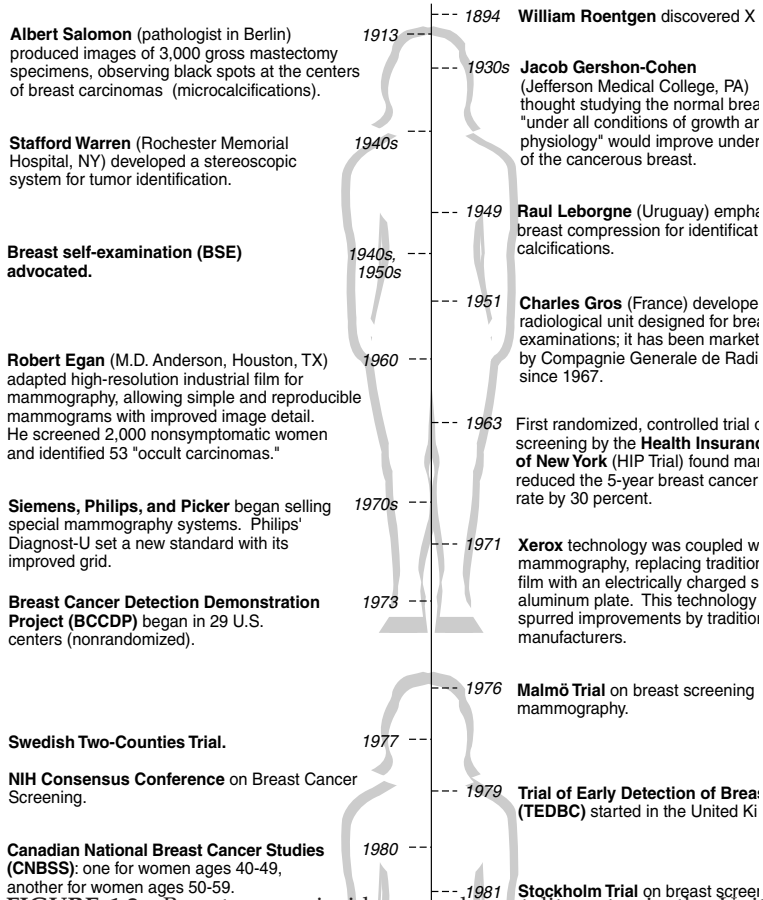 1894 William Roentgen discovered X
Albert Salomon (pathologist in Berlin)
produced images of 3,000 gross mastectomy
specimens, observing black spots at the centers
of breast carcinomas (microcalcifications).
1913
1930s Jacob Gershon-Cohen
(Jefferson Medical College, PA)
thought studying the normal brea
"under all conditions of growth an
physiology" would improve under
of the cancerous breast.
Stafford Warren (Rochester Memorial
Hospital, NY) developed a stereoscopic
system for tumor identification.
1940s
1949 Raul Leborgne (Uruguay) empha
breast compression for identificat
calcifications.
Breast self-examination (BSE)
advocated.
1940s,
1950s
1951 Charles Gros (France) develope
radiological unit designed for brea
examinations; it has been market
by Compagnie Generale de Radi
since 1967.
Robert Egan (M.D. Anderson, Houston, TX)
adapted high-resolution industrial film for
mammography, allowing simple and reproducible
mammograms with improved image detail.
He screened 2,000 nonsymptomatic women
and identified 53 "occult carcinomas."
1960
1963 First randomized, controlled trial o
screening by the Health Insuranc
of New York (HIP Trial) found mam
reduced the 5-year breast cancer
rate by 30 percent.
Siemens, Philips, and Picker began selling
special mammography systems. Philips'
Diagnost-U set a new standard with its
improved grid.
1970s
1971 Xerox technology was coupled w
mammography, replacing tradition
film with an electrically charged s
aluminum plate. This technology
spurred improvements by tradition
manufacturers.
Breast Cancer Detection Demonstration
Project (BCCDP) began in 29 U.S.
centers (nonrandomized).
1973
1976 Malmö Trial on breast screening
mammography.
Swedish Two-Counties Trial.
1977
NIH Consensus Conference on Breast Cancer
Screening.
1979 Trial of Early Detection of Breas
(TEDBC) started in the United Ki
Canadian National Breast Cancer Studies
(CNBSS): one for women ages 40-49,
another for women ages 50-59.
1980
1981 Stockholm Trial on breast screen